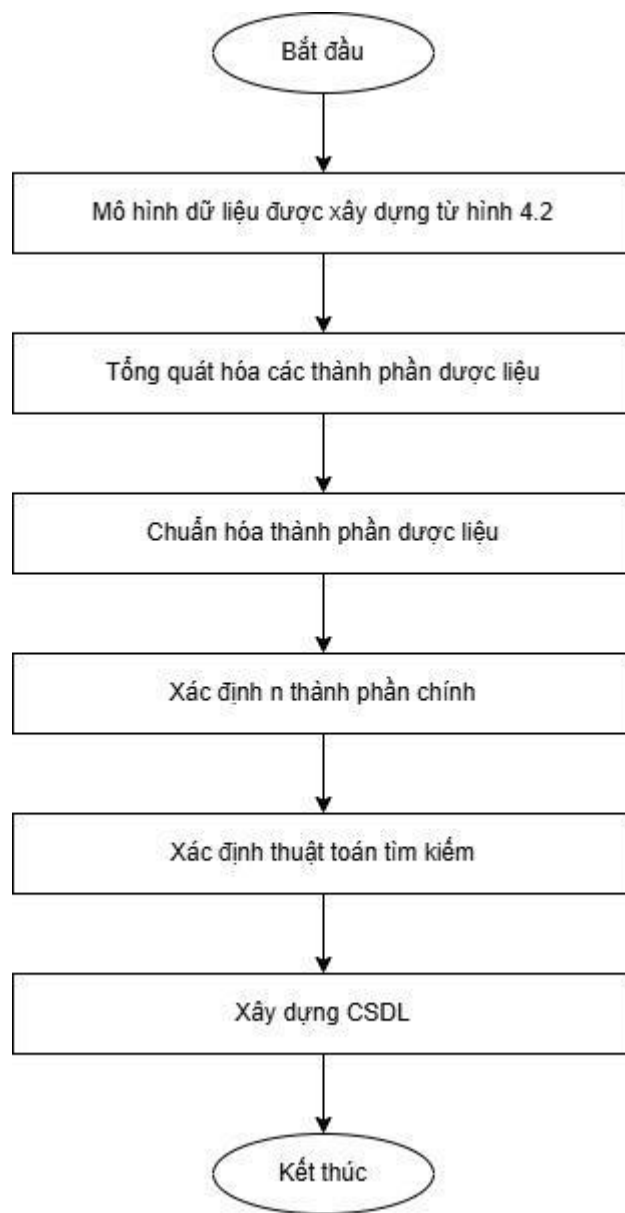 Bắt đầu
Mô hình dữ liệu được xây dựng từ hình 4.2
Tổng quát hóa các thành phần dược liệu
Chuẩn hóa thành phần dược liệu
Xác định n thành phần chính
Xác định thuật toán tìm kiếm
Xây dựng CSDL
Kết thúc